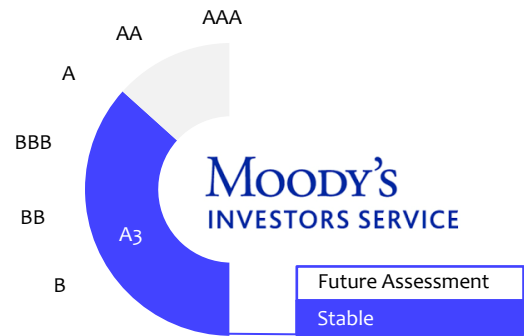 AAA
AA
A
BBB
BB
B
A3
MOODY'S
INVESTORS SERVICE
Future Assessment
Stable